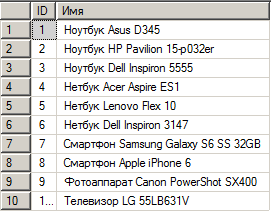 ID Имя
1 1 Ноутбук Asus D345
2 2 Ноутбук HP Pavilion 15-p032er
3 3 Ноутбук Dell Inspiron 5555
4 4 Нетбук Acer Aspire ES1
5 5 Нетбук Lenovo Flex 10
6 6 Нетбук Dell Inspiron 3147
7 7 Смартфон Samsung Galaxy S6 SS 32GB
8 8 Смартфон Apple iPhone 6
9 9 Фотоаппарат Canon PowerShot SX400
10 1... Телевизор LG 55LB631V